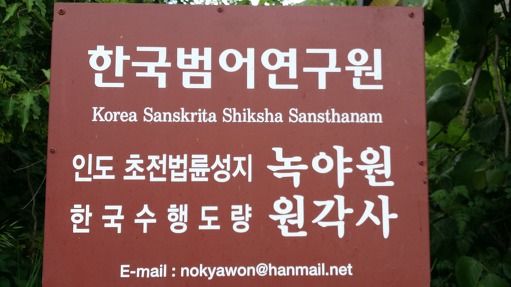 한국범어연구원
Korea Sanskrita Shiksha Sansthanam
인도 초전법륜성지 녹야원
한국수행도량 원각사
E-mail : nokyawon@hanmail.net